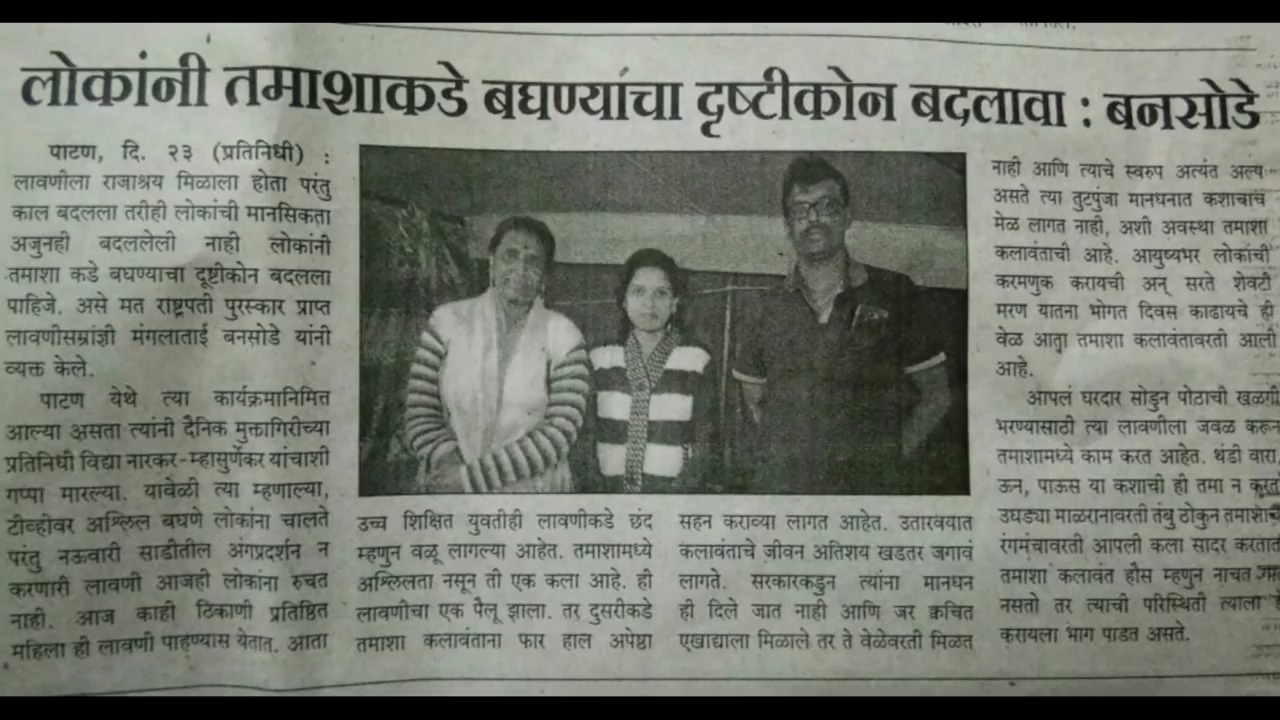 लोकांनी तमाशाकडे बघण्यांचा दृष्टीकोन बदलावा : बनसोडे
पाटण, दि. २३ (प्रतिनिधी) :
लावणीला राजाश्रय मिळाला होता परंतु
काल बदलला तरीही लोकांची मानसिकता
अजुनही बदललेली नाही लोकांनी
तमाशा कडे बघण्याचा दृष्टीकोन बदलला
पाहिजे. असे मत राष्ट्रपती पुरस्कार प्राप्त
लावणीसम्राज्ञी मंगलाताई बनसोडे यांनी
व्यक्त केले.
पाटण येथे त्या कार्यक्रमानिमित
आल्या असता त्यांनी दैनिक मुक्तागिरीच्या
प्रतिनिधी विद्या नारकर-म्हासुर्णेकर यांचाशी
गप्पा मारल्या. यावेळी त्या म्हणाल्या,
टीव्हीवर अश्लिल बघणे लोकांना चालते
परंतु नऊवारी साडीतील अंगप्रदर्शन न
करणारी लावणी आजही लोकांना रुचत
नाही. आज काही ठिकाणी प्रतिष्ठित
महिला ही लावणी पाहण्यास येतात. आता
उच्च शिक्षित युवतीही लावणीकडे छंद
म्हणुन वळू लागल्या आहेत. तमाशामध्ये
अश्लिलता नसून ती एक कला आहे. ही
लावणीचा एक पैलू झाला. तर दुसरीकडे
तमाशा कलावंताना फार हाल अपेष्ठा
सहन कराव्या लागत आहेत. उतारवयात
कलावंताचे जीवन अतिशय खडतर जगावं
लागते. सरकारकडुन त्यांना मानधन
ही दिले जात नाही आणि जर क्वचित
एखाद्याला मिळाले तर ते वेळेवरती मिळत
नाही आणि त्याचे स्वरुप अत्यंत अल्प
असते त्या तुटपुंजा मानधनात कशाचाच
मेळ लागत नाही, अशी अवस्था तमाशा
कलावंताची आहे. आयुष्यभर लोकांची
करमणुक करायची अन् सरते शेवटी
मरण यातना भोगत दिवस काढायचे ही
वेळ आता तमाशा कलावंतावरती आली
आहे.
आपलं घरदार सोडुन पोठाची खळगी
भरण्यासाठी त्या लावणीला जवळ करून
तमाशामध्ये काम करत आहेत. थंडी वारा,
ऊन, पाऊस या कशाची ही तमा न करत
उघड्या माळरानावरती तंबु ठोकुन तमाशाचे
रंगमंचावरती आपली कला सादर करतात
तमाशा कलावंत हौस म्हणुन नाचत
नसतो तर त्याची परिस्थिती त्याला
करायला भाग पाडत असते.